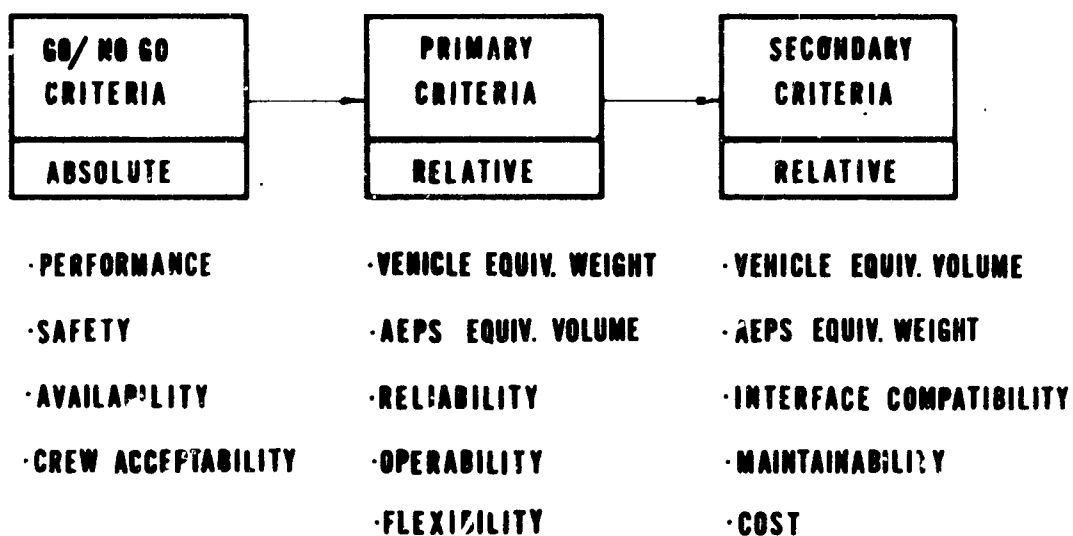 GO/ NO GO
CRITERIA
ABSOLUTE
·PERFORMANCE
·SAFETY
·AVAILABILITY
·CREW ACCEPTABILITY
PRIMARY
CRITERIA
RELATIVE
·VEHICLE EQUIV. WEIGHT
·AEPS EQUIV. VOLUME
·RELIABILITY
·OPERABILITY
·FLEXIBILITY
SECONDARY
CRITERIA
RELATIVE
·VEHICLE EQUIV. VOLUME
·AEPS EQUIV. WEIGHT
·INTERFACE COMPATIBILITY
·MAINTAINABILITY
·COST